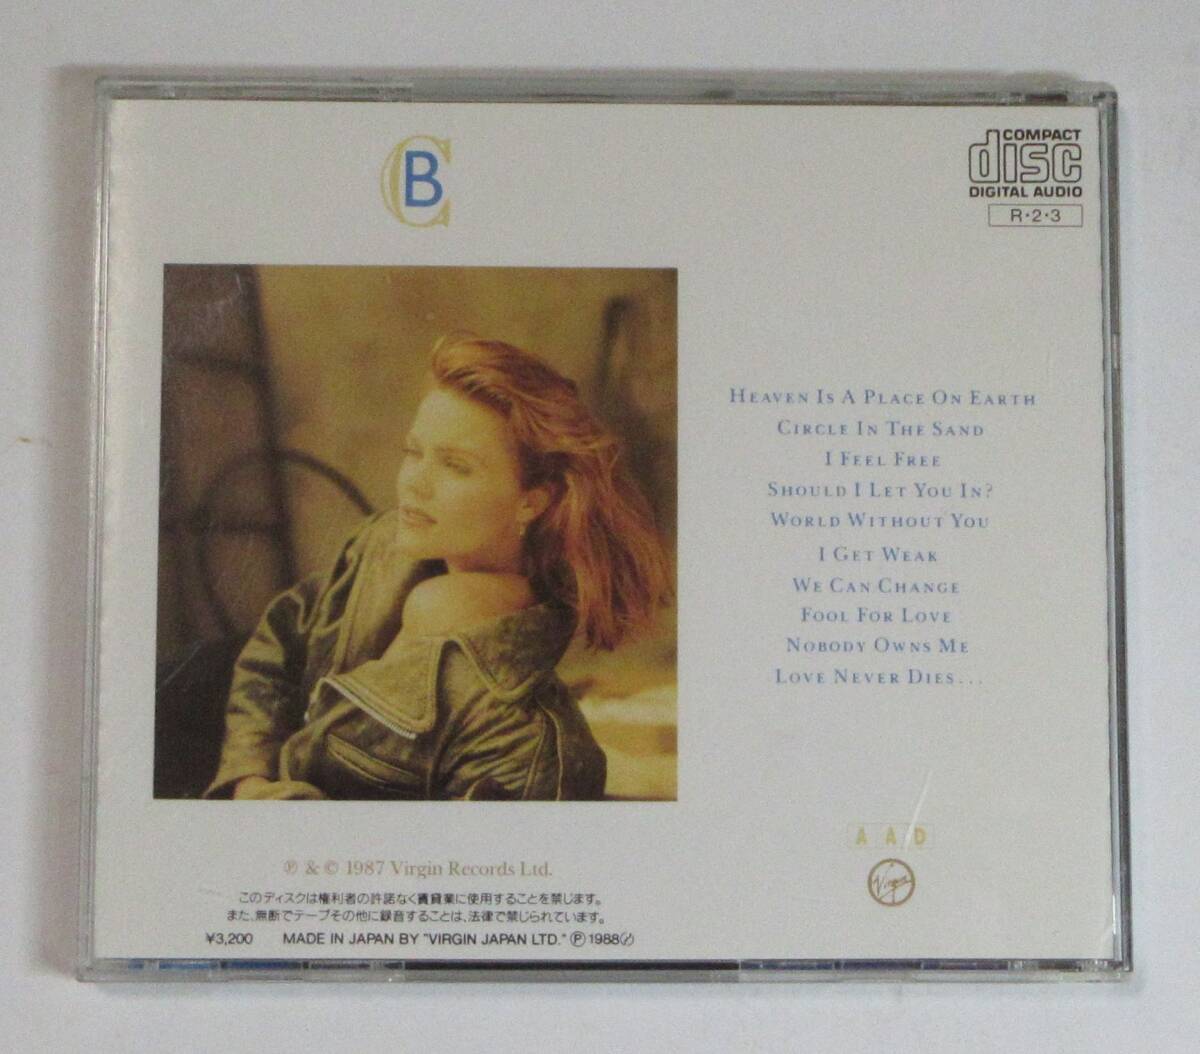 CB
COMPACT
disc
DIGITAL AUDIO
R・2・3
HEAVEN IS A PLACE ON EARTH
CIRCLE IN THE SAND
I FEEL FREE
SHOULD I LET YOU IN?
WORLD WITHOUT YOU
I GET WEAK
WE CAN CHANGE
FOOL FOR LOVE
NOBODY OWNS ME
LOVE NEVER DIES...
A A D
Virgin
℗ & © 1987 Virgin Records Ltd.
このディスクは権利者の許諾なく賃貸業に使用することを禁じます。
また、無断でテープその他に録音することは、法律で禁じられています。
¥3,200 MADE IN JAPAN BY "VIRGIN JAPAN LTD." ℗1988